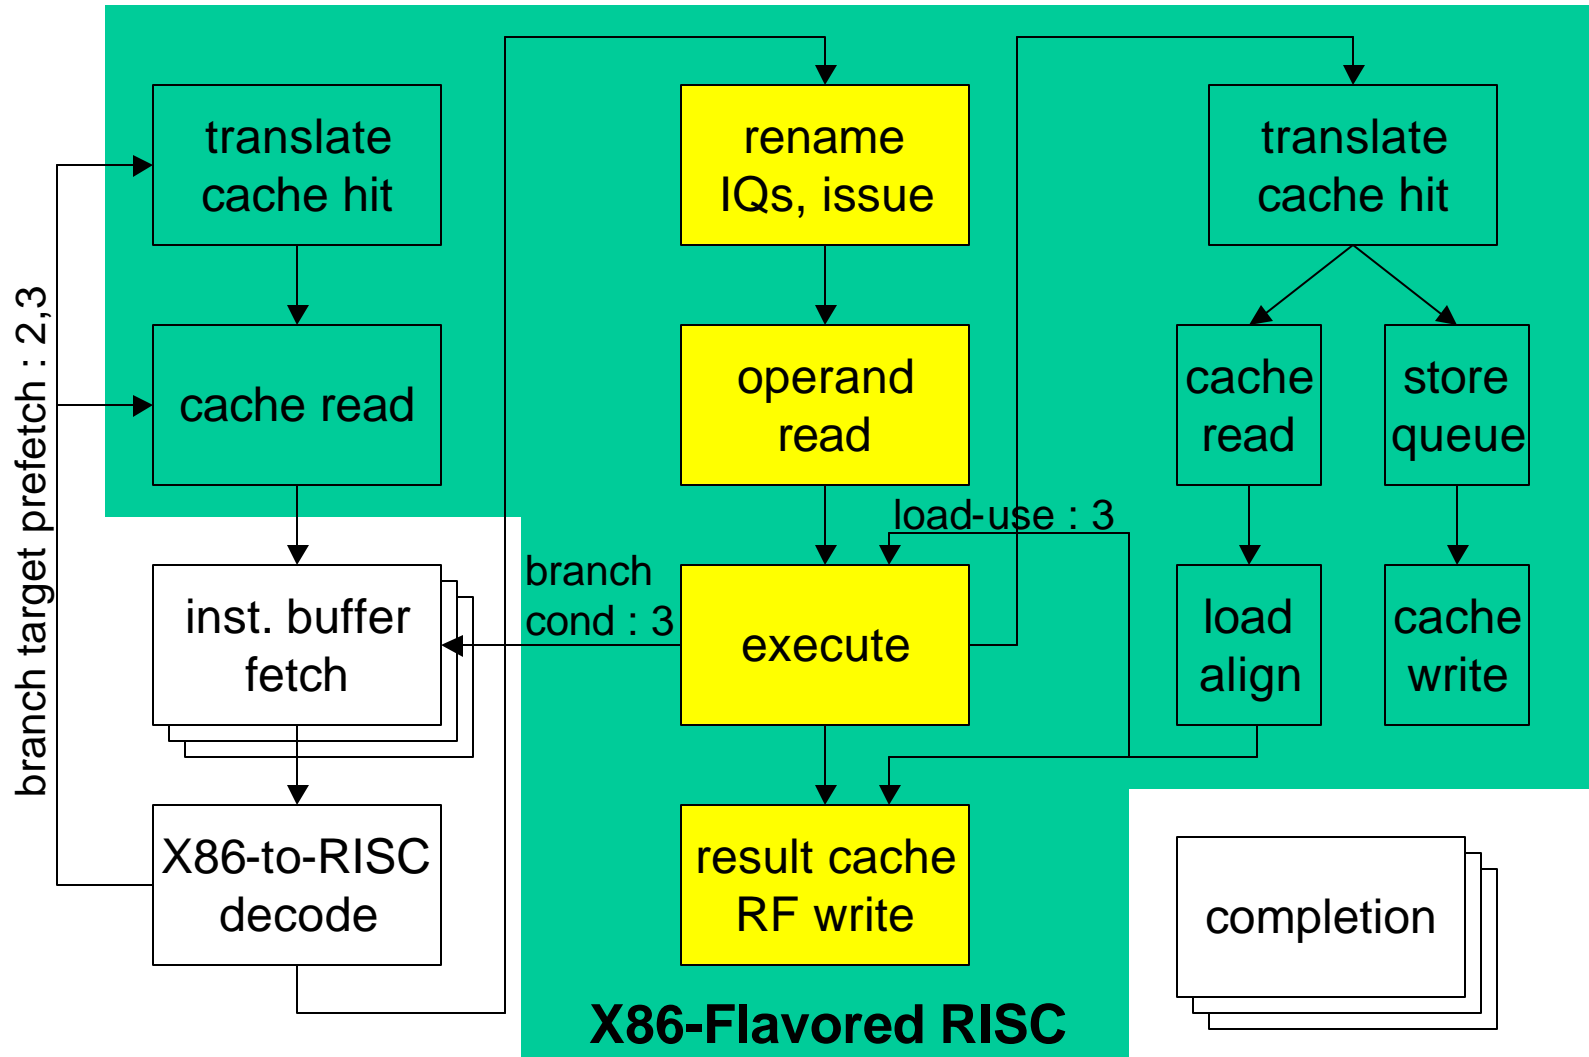 branch target prefetch : 2,3
translate
cache hit
cache read
inst. buffer
fetch
X86-to-RISC
decode
branch
cond : 3
rename
IQs, issue
operand
read
load-use : 3
execute
result cache
RF write
translate
cache hit
cache
read
store
queue
load
align
cache
write
completion
X86-Flavored RISC